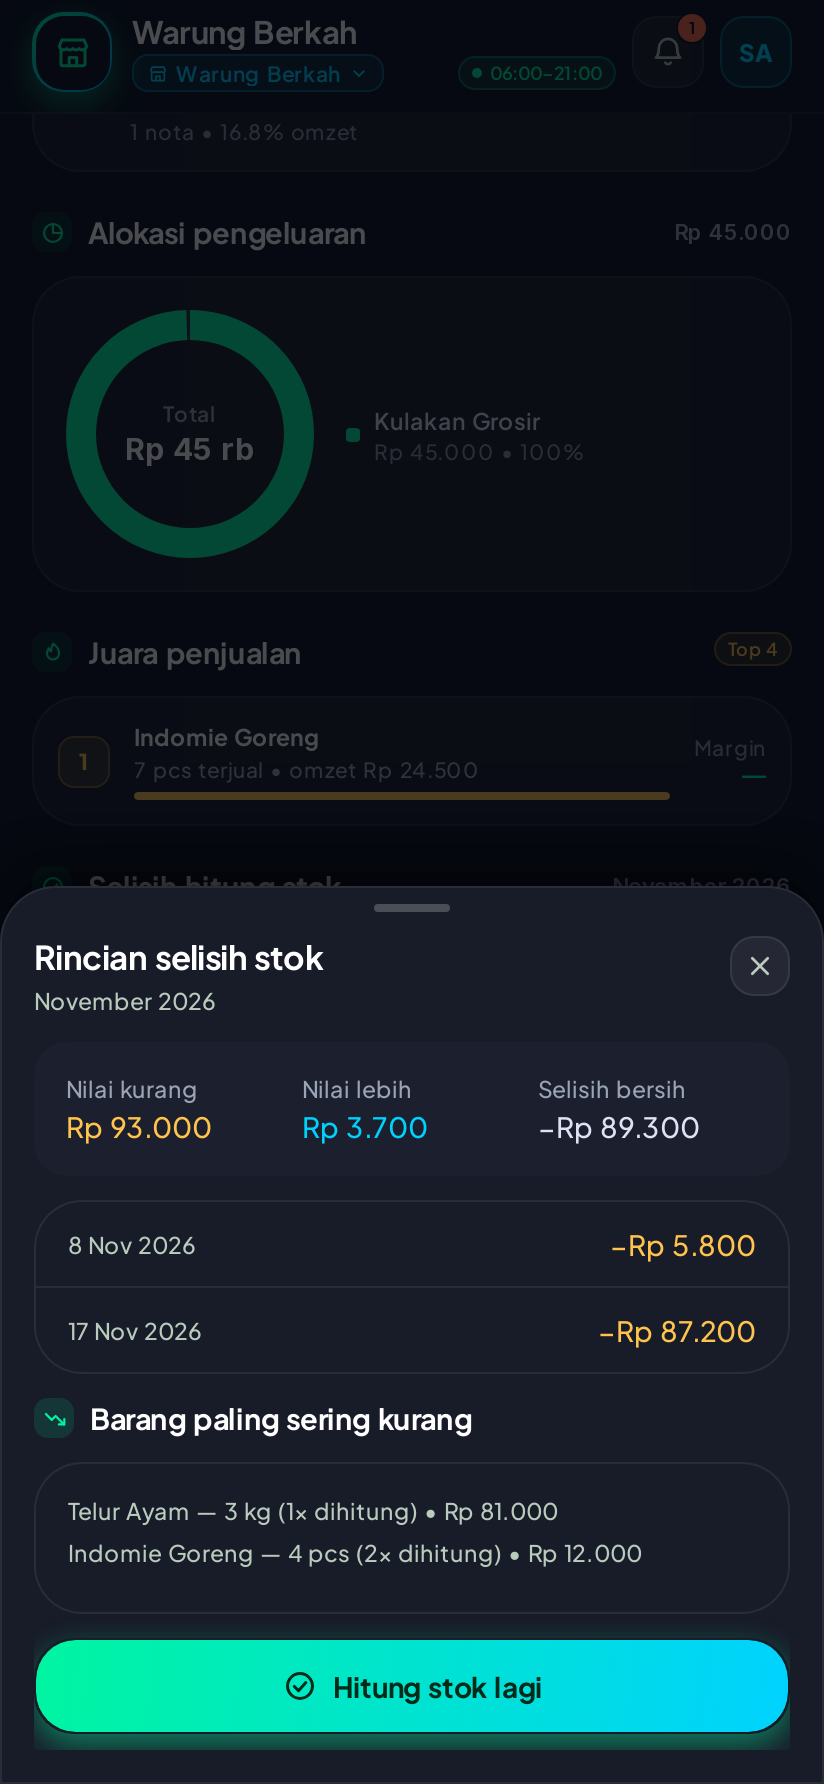 Warung Berkah
Warung Berkah
06:00–21:00
1
SA
1 nota • 16.8% omzet
Alokasi pengeluaran
Rp 45.000
Total
Rp 45 rb
Kulakan Grosir
Rp 45.000 • 100%
Juara penjualan
Top 4
1
Indomie Goreng
7 pcs terjual • omzet Rp 24.500
Margin
—
Selisih hitung stok
November 2026
Rincian selisih stok
November 2026
Nilai kurang
Rp 93.000
Nilai lebih
Rp 3.700
Selisih bersih
−Rp 89.300
8 Nov 2026
−Rp 5.800
17 Nov 2026
−Rp 87.200
Barang paling sering kurang
Telur Ayam — 3 kg (1× dihitung) • Rp 81.000
Indomie Goreng — 4 pcs (2× dihitung) • Rp 12.000
Hitung stok lagi